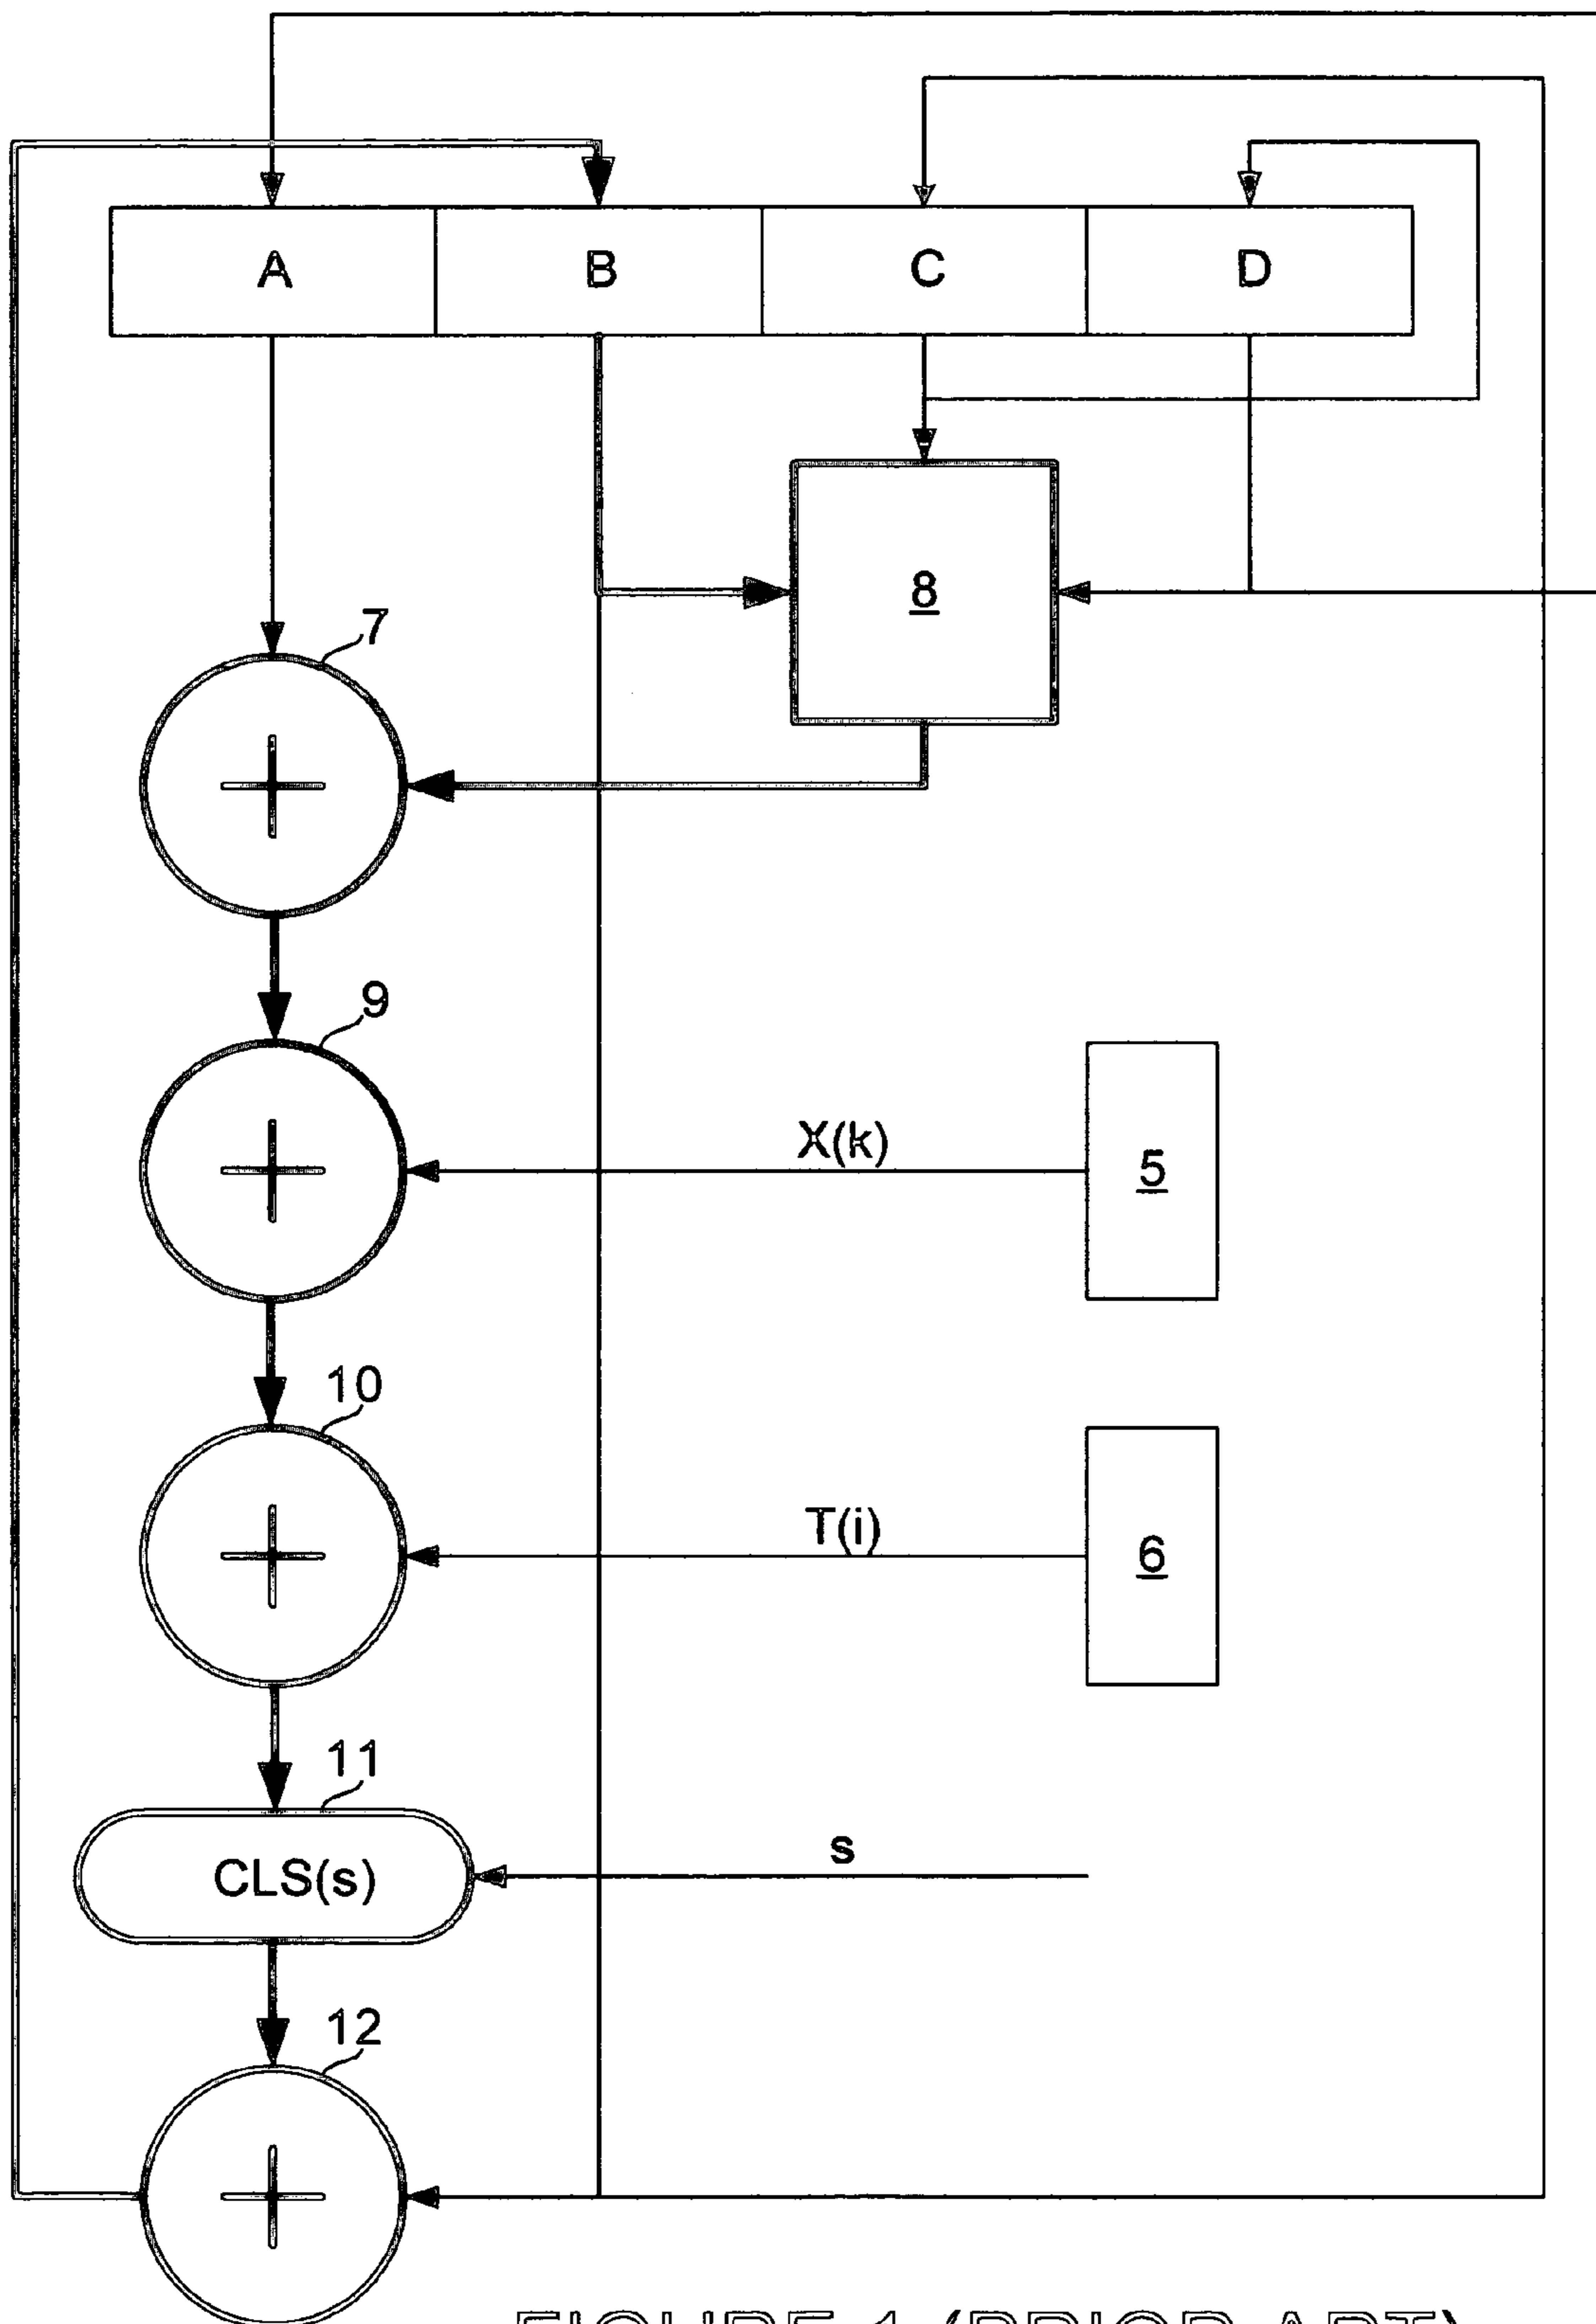 A B C D
8
7
9
X(k)
5
10
T(i)
6
11
s
CLS(s)
12
FIGURE 1 (PRIOR ART)